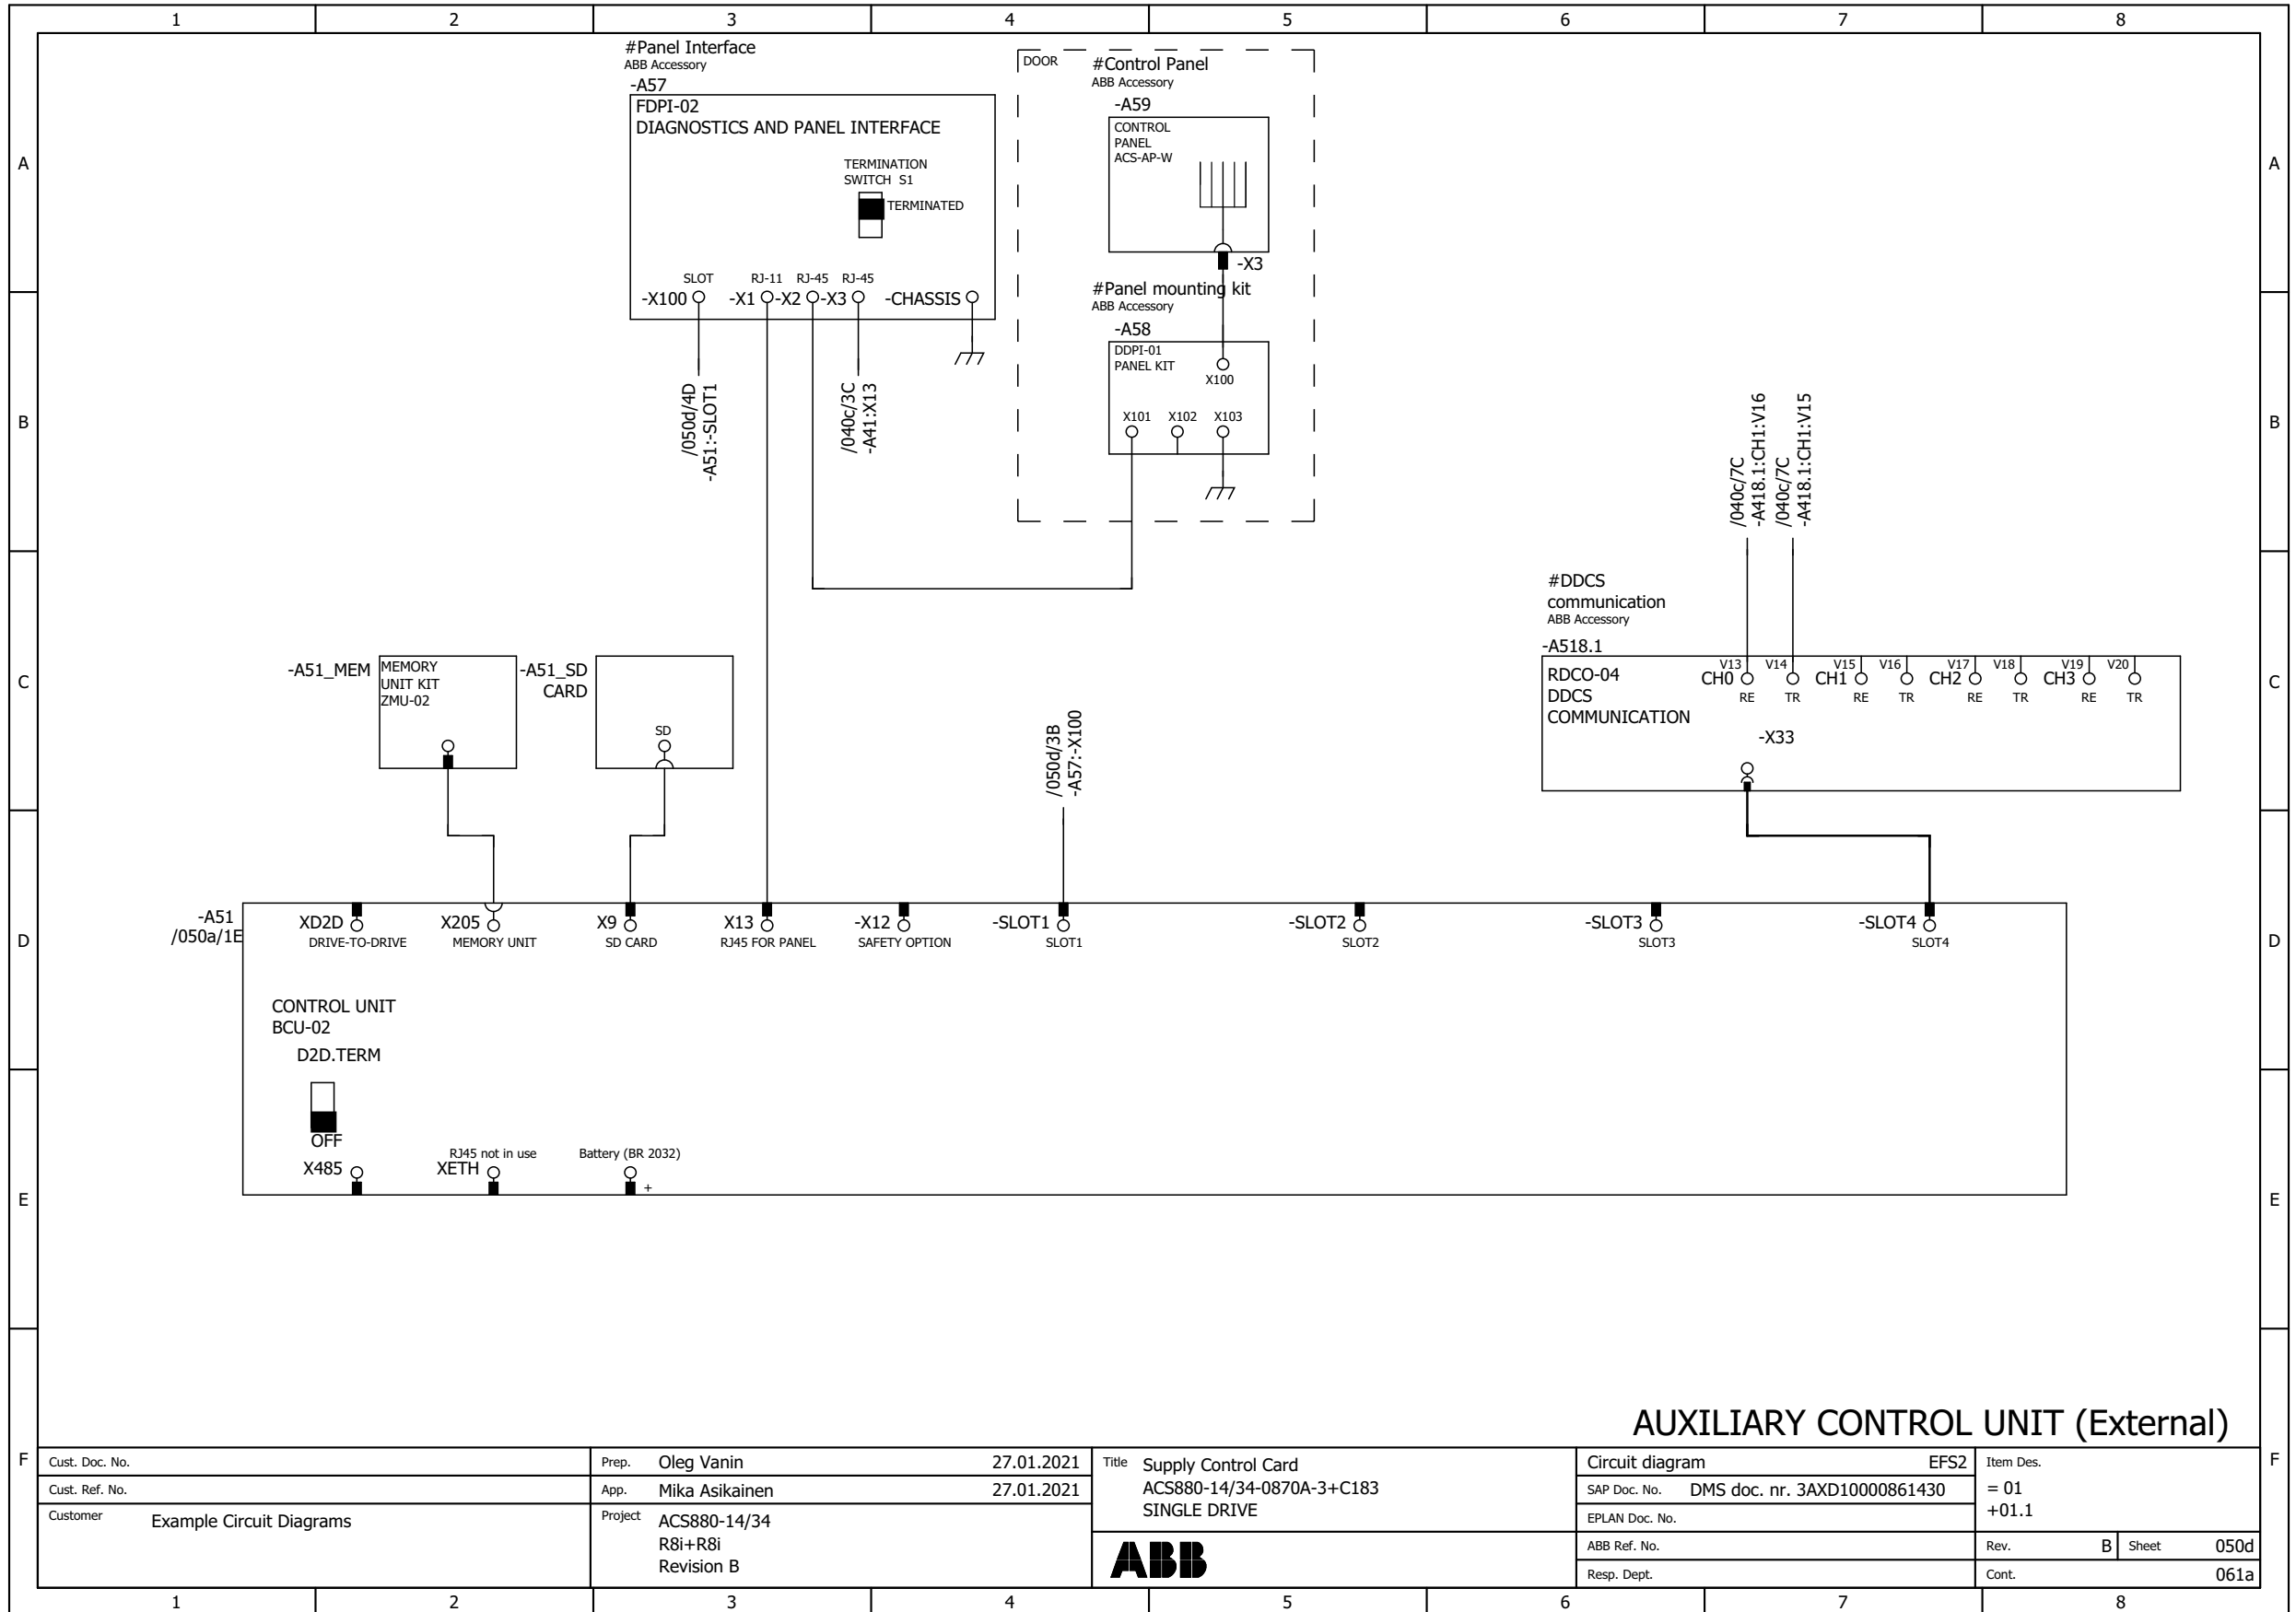 1 2 3 4 5 6 7 8
#Panel Interface
ABB Accessory
-A57
FDPI-02
DIAGNOSTICS AND PANEL INTERFACE
TERMINATION
SWITCH S1
TERMINATED
SLOT RJ-11 RJ-45 RJ-45
-X100 -X1 -X2 -X3 -CHASSIS
/050d/4D
-A51:-SLOT1
/040c/3C
-A41:X13
DOOR
#Control Panel
ABB Accessory
-A59
CONTROL
PANEL
ACS-AP-W
-X3
#Panel mounting kit
ABB Accessory
-A58
DDPI-01
PANEL KIT
X100
X101 X102 X103
/040c/7C
-A418.1:CH1:V16
/040c/7C
-A418.1:CH1:V15
A A
B B
#DDCS
communication
ABB Accessory
-A518.1
RDCO-04
DDCS
COMMUNICATION
V13 V14 V15 V16 V17 V18 V19 V20
CH0 CH1 CH2 CH3
RE TR RE TR RE TR RE TR
-X33
-A51_MEM
MEMORY
UNIT KIT
ZMU-02
-A51_SD
CARD
SD
/050d/3B
-A57:-X100
C C
-A51
/050a/1E
XD2D X205 X9 X13 -X12 -SLOT1 -SLOT2 -SLOT3 -SLOT4
DRIVE-TO-DRIVE MEMORY UNIT SD CARD RJ45 FOR PANEL SAFETY OPTION SLOT1 SLOT2 SLOT3 SLOT4
D D
CONTROL UNIT
BCU-02
D2D.TERM
OFF
RJ45 not in use Battery (BR 2032)
X485 XETH
+
E E
AUXILIARY CONTROL UNIT (External)
F F
Cust. Doc. No.
Cust. Ref. No.
Customer Example Circuit Diagrams
Prep. Oleg Vanin 27.01.2021
App. Mika Asikainen 27.01.2021
Project ACS880-14/34
R8i+R8i
Revision B
Title Supply Control Card
ACS880-14/34-0870A-3+C183
SINGLE DRIVE
ABB
Circuit diagram EFS2
SAP Doc. No. DMS doc. nr. 3AXD10000861430
EPLAN Doc. No.
ABB Ref. No.
Resp. Dept.
Item Des.
= 01
+01.1
Rev. B Sheet 050d
Cont. 061a
1 2 3 4 5 6 7 8